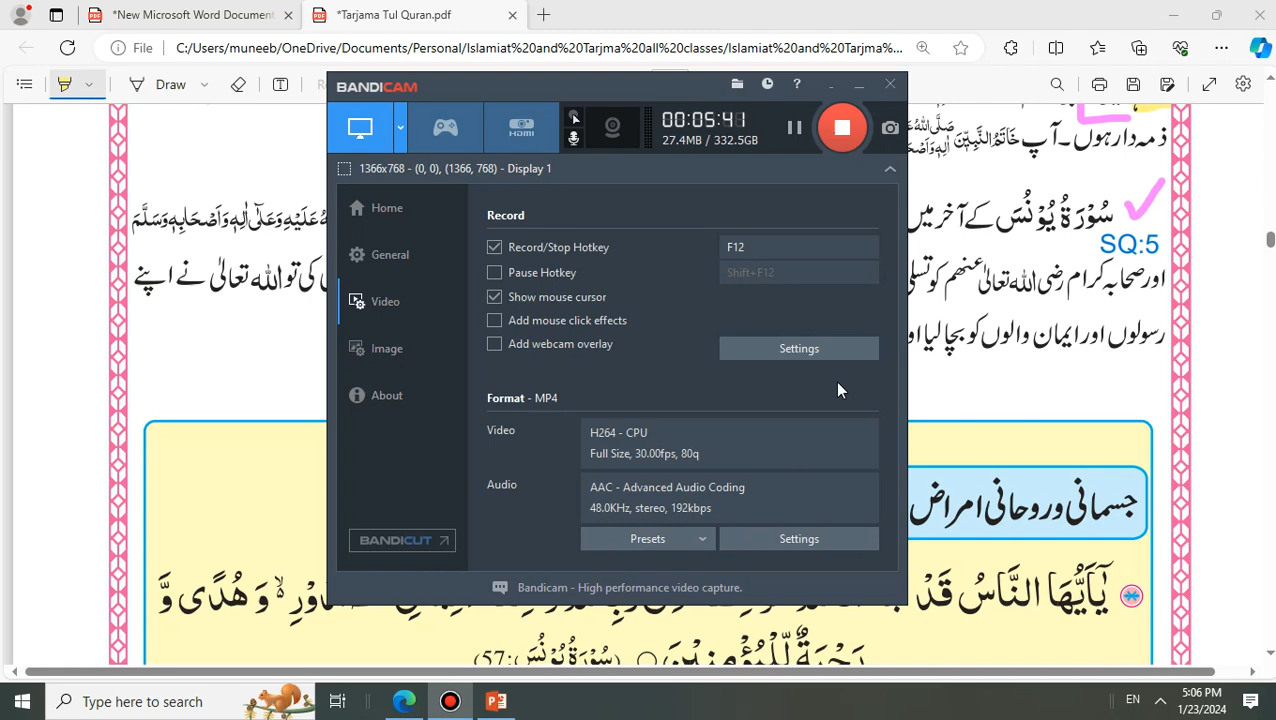 *New Microsoft Word Document
*Tarjama Tul Quran.pdf
File
C:/Users/muneeb/OneDrive/Documents/Personal/Islamiat%20and%20Tarjma%20all%20classes/Islamiat%20and%20Tarjma%...
Draw
BANDICAM
HDMI
00:05:41
27.4MB / 332.5GB
1366x768 - (0, 0), (1366, 768) - Display 1
Home
General
Video
Image
About
BANDICUT
Record
Record/Stop Hotkey
F12
Pause Hotkey
Shift+F12
Show mouse cursor
Add mouse click effects
Add webcam overlay
Settings
Format - MP4
Video
H264 - CPU
Full Size, 30.00fps, 80q
Audio
AAC - Advanced Audio Coding
48.0KHz, stereo, 192kbps
Presets
Settings
Bandicam - High performance video capture.
ذمہ دار ہوں۔ آپ خَاتَمُ النَّبِیّٖنَ
سُوْرَۃُ یُوْنُسَ کے آخر میں
SQ:5
اور صحابہ کرام رضی اللہ تعالیٰ عنھم کو تسلی
کی تو اللہ تعالیٰ نے اپنے
رسولوں اور ایمان والوں کو بچا لیا اور
جسمانی و روحانی امراض
یٰۤاَیُّهَا النَّاسُ قَدْ
وَ هُدًى وَّ
رَحْمَةٌ لِّلْمُؤْمِنِیْنَ (سُوْرَۃُ یُوْنُسَ:57)
Type here to search
EN
5:06 PM
1/23/2024